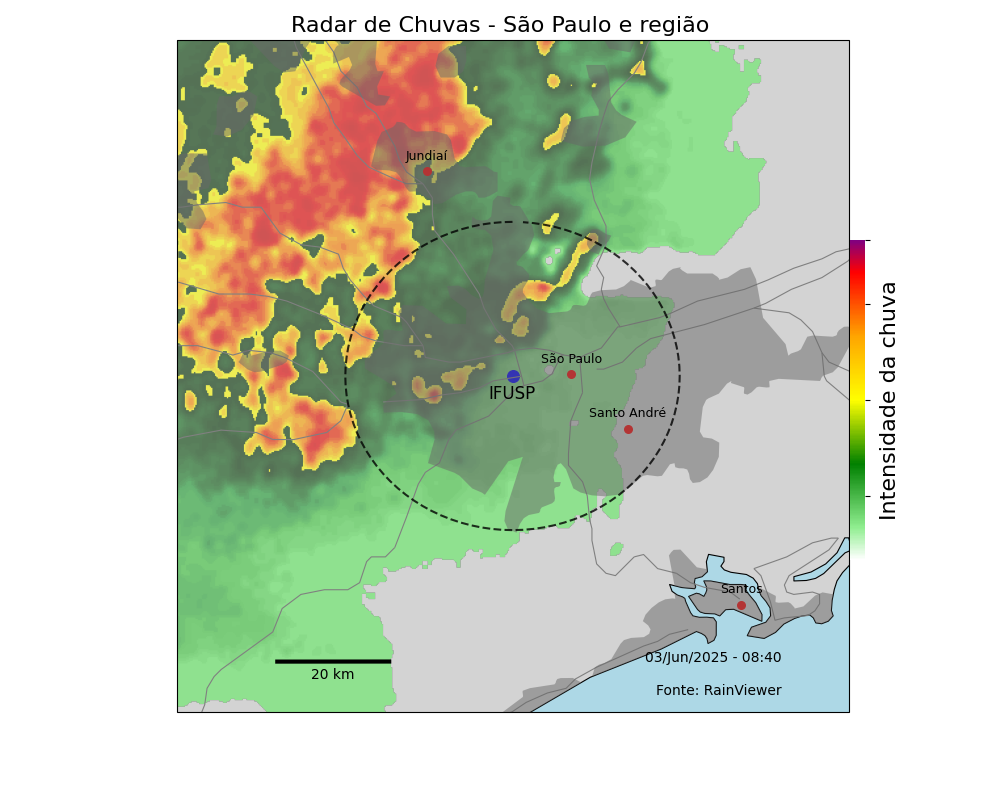 Radar de Chuvas - São Paulo e região
Jundiaí
São Paulo
IFUSP
Santo André
Santos
03/Jun/2025 - 08:40
20 km
Fonte: RainViewer
Intensidade da chuva